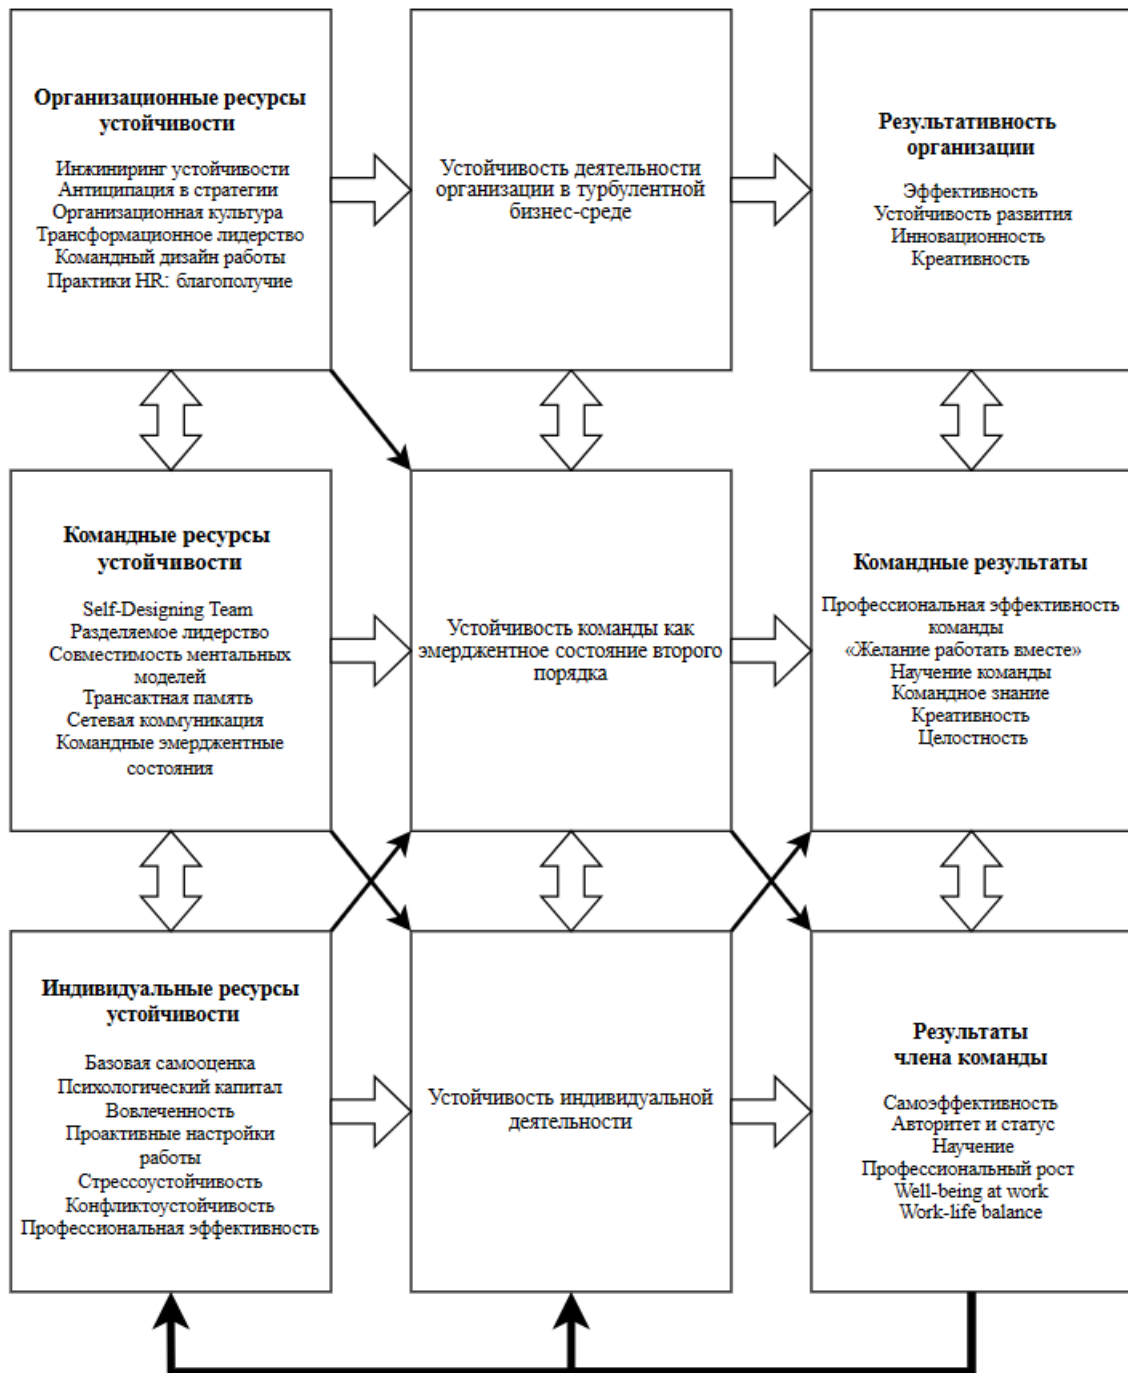 Организационные ресурсы
устойчивости
Инжиниринг устойчивости
Антиципация в стратегии
Организационная культура
Трансформационное лидерство
Командный дизайн работы
Практики HR: благополучие
Устойчивость деятельности
организации в турбулентной
бизнес-среде
Результативность
организации
Эффективность
Устойчивость развития
Инновационность
Креативность
Командные ресурсы
устойчивости
Self-Designing Team
Разделяемое лидерство
Совместимость ментальных
моделей
Трансактная память
Сетевая коммуникация
Командные эмерджентные
состояния
Устойчивость команды как
эмерджентное состояние второго
порядка
Командные результаты
Профессиональная эффективность
команды
«Желание работать вместе»
Научение команды
Командное знание
Креативность
Целостность
Индивидуальные ресурсы
устойчивости
Базовая самооценка
Психологический капитал
Вовлеченность
Проактивные настройки
работы
Стрессоустойчивость
Конфликтоустойчивость
Профессиональная эффективность
Устойчивость индивидуальной
деятельности
Результаты
члена команды
Самоэффективность
Авторитет и статус
Научение
Профессиональный рост
Well-being at work
Work-life balance